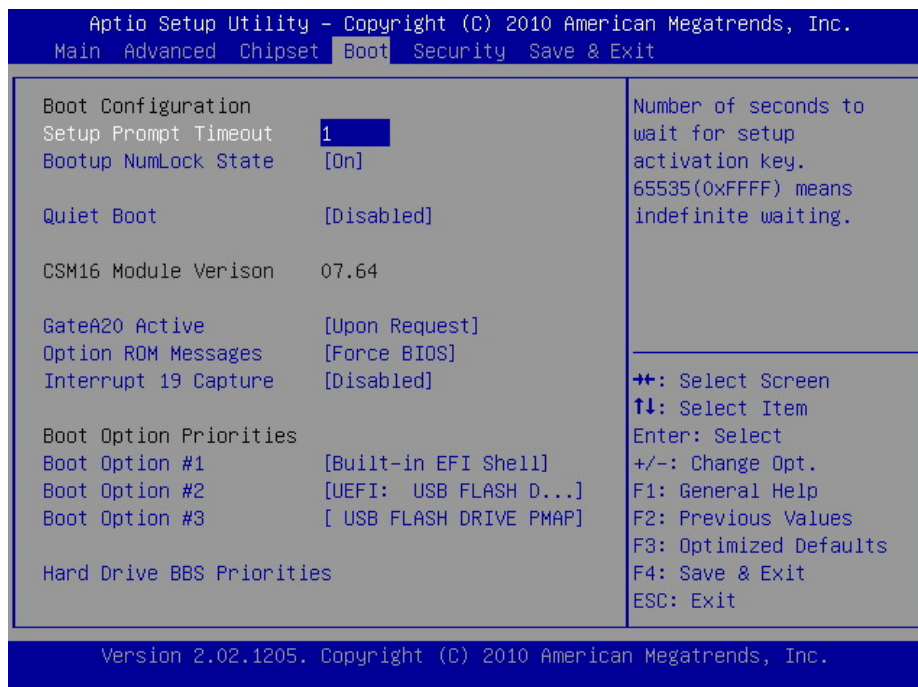 Aptio Setup Utility – Copyright (C) 2010 American Megatrends, Inc.
Main Advanced Chipset Boot Security Save & Exit
Boot Configuration
Setup Prompt Timeout 1
Bootup NumLock State [On]
Quiet Boot [Disabled]
CSM16 Module Verison 07.64
GateA20 Active [Upon Request]
Option ROM Messages [Force BIOS]
Interrupt 19 Capture [Disabled]
Boot Option Priorities
Boot Option #1 [Built-in EFI Shell]
Boot Option #2 [UEFI: USB FLASH D...]
Boot Option #3 [ USB FLASH DRIVE PMAP]
Hard Drive BBS Priorities
Number of seconds to
wait for setup
activation key.
65535(0xFFFF) means
indefinite waiting.
→←: Select Screen
↑↓: Select Item
Enter: Select
+/-: Change Opt.
F1: General Help
F2: Previous Values
F3: Optimized Defaults
F4: Save & Exit
ESC: Exit
Version 2.02.1205. Copyright (C) 2010 American Megatrends, Inc.